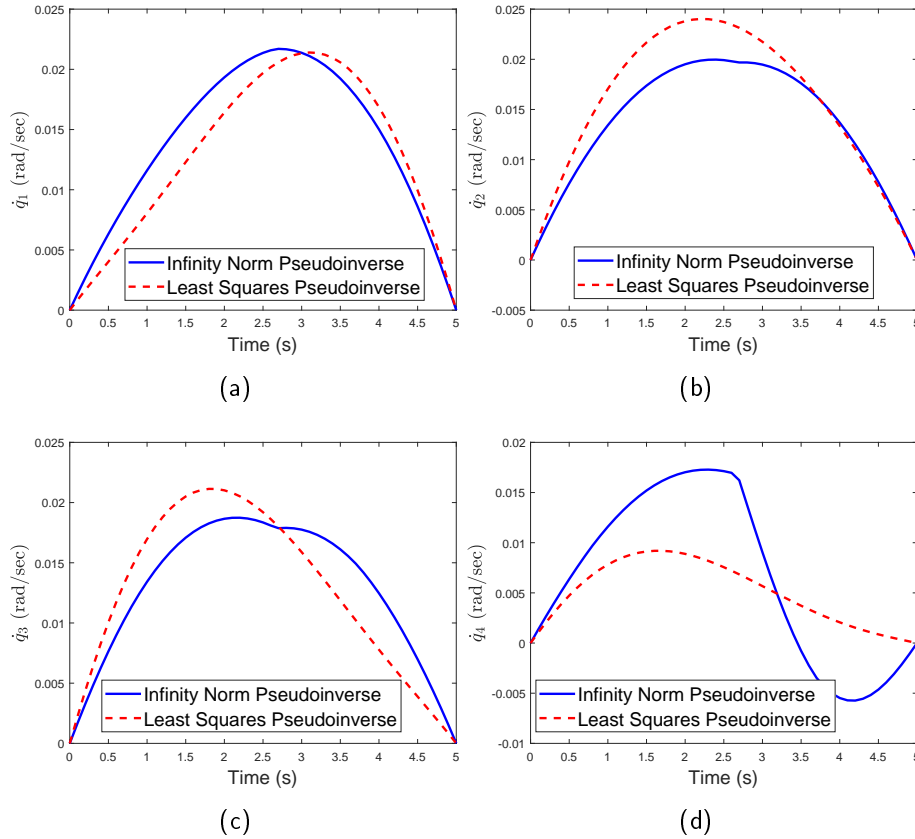 0.025
0.02
0.015
0.01
0.005
0
q̇₁ (rad/sec)
Infinity Norm Pseudoinverse
Least Squares Pseudoinverse
0 0.5 1 1.5 2 2.5 3 3.5 4 4.5 5
Time (s)
(a)
0.025
0.02
0.015
0.01
0.005
0
-0.005
q̇₂ (rad/sec)
Infinity Norm Pseudoinverse
Least Squares Pseudoinverse
0 0.5 1 1.5 2 2.5 3 3.5 4 4.5 5
Time (s)
(b)
0.025
0.02
0.015
0.01
0.005
0
q̇₃ (rad/sec)
Infinity Norm Pseudoinverse
Least Squares Pseudoinverse
0 0.5 1 1.5 2 2.5 3 3.5 4 4.5 5
Time (s)
(c)
0.02
0.015
0.01
0.005
0
-0.005
-0.01
q̇₄ (rad/sec)
Infinity Norm Pseudoinverse
Least Squares Pseudoinverse
0 0.5 1 1.5 2 2.5 3 3.5 4 4.5 5
Time (s)
(d)